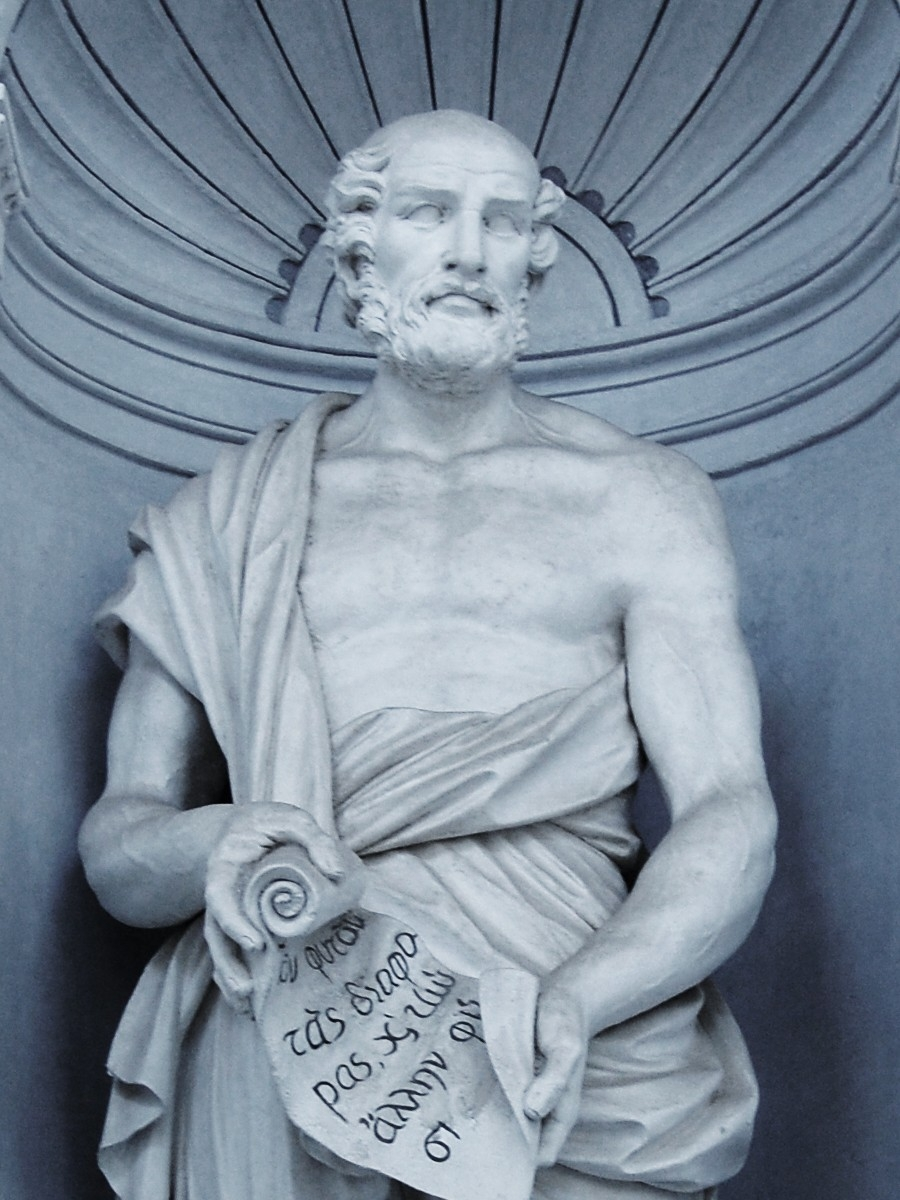 ῶν φυτῶν
τὰς διαφο
ρας, ϗ̀ τὴν
ἄλλην φύ
σι